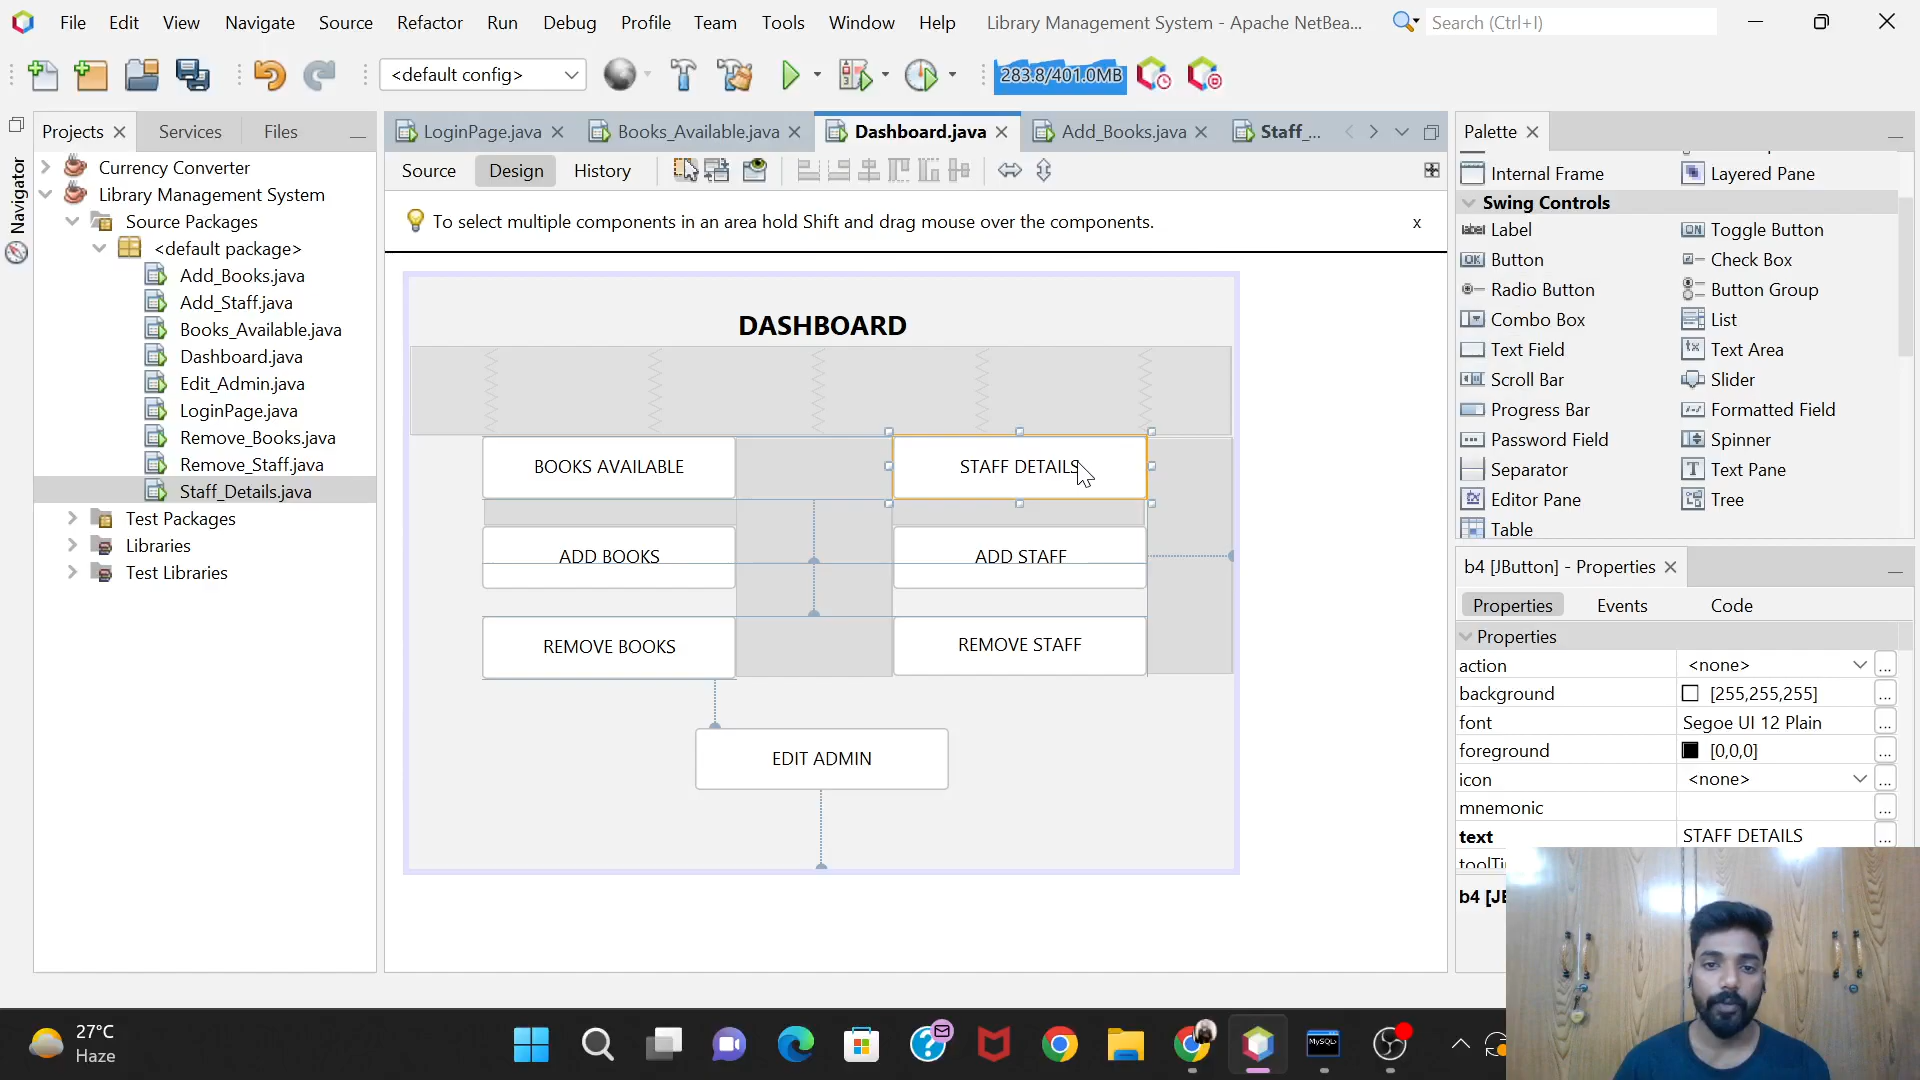 File Edit View Navigate Source Refactor Run Debug Profile Team Tools Window Help Library Management System - Apache NetBea... Search (Ctrl+I)
<default config> 283.8/401.0MB
Projects Services Files
Navigator
Currency Converter
Library Management System
Source Packages
<default package>
Add_Books.java
Add_Staff.java
Books_Available.java
Dashboard.java
Edit_Admin.java
LoginPage.java
Remove_Books.java
Remove_Staff.java
Staff_Details.java
Test Packages
Libraries
Test Libraries
LoginPage.java Books_Available.java Dashboard.java Add_Books.java Staff_...
Source Design History
To select multiple components in an area hold Shift and drag mouse over the components. x
DASHBOARD
BOOKS AVAILABLE STAFF DETAILS
ADD BOOKS ADD STAFF
REMOVE BOOKS REMOVE STAFF
EDIT ADMIN
Palette
Internal Frame Layered Pane
Swing Controls
Label Toggle Button
Button Check Box
Radio Button Button Group
Combo Box List
Text Field Text Area
Scroll Bar Slider
Progress Bar Formatted Field
Password Field Spinner
Separator Text Pane
Editor Pane Tree
Table
b4 [JButton] - Properties
Properties Events Code
Properties
action <none> ...
background [255,255,255] ...
font Segoe UI 12 Plain ...
foreground [0,0,0] ...
icon <none> ...
mnemonic ...
text STAFF DETAILS ...
b4
27°C
Haze
MySQL